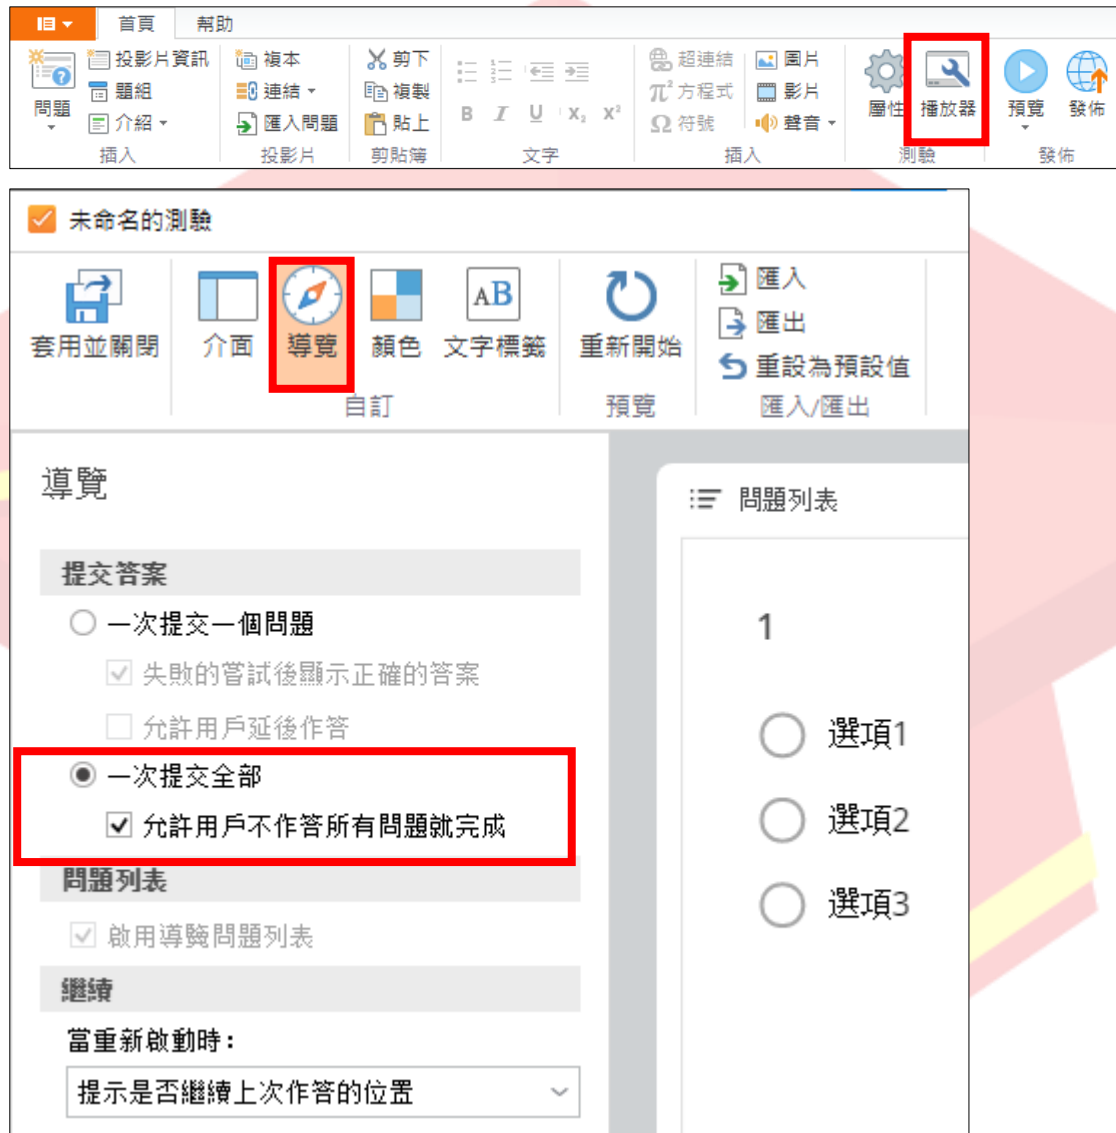 首頁 幫助
投影片資訊 複本 剪下 超連結 圖片
問題 題組 連結 複製 B I U X₂ X² π² 方程式 影片 屬性 播放器 預覽 發佈
介紹 匯入問題 貼上 Ω 符號 聲音
插入 投影片 剪貼簿 文字 插入 測驗 發佈
未命名的測驗
套用並關閉 介面 導覽 顏色 AB 文字標籤 重新開始 匯入
匯出
重設為預設值
自訂 預覽 匯入/匯出
導覽
問題列表
提交答案
一次提交一個問題
失敗的嘗試後顯示正確的答案
允許用戶延後作答
一次提交全部
允許用戶不作答所有問題就完成
問題列表
啟用導覽問題列表
繼續
當重新啟動時：
提示是否繼續上次作答的位置
1
選項1
選項2
選項3